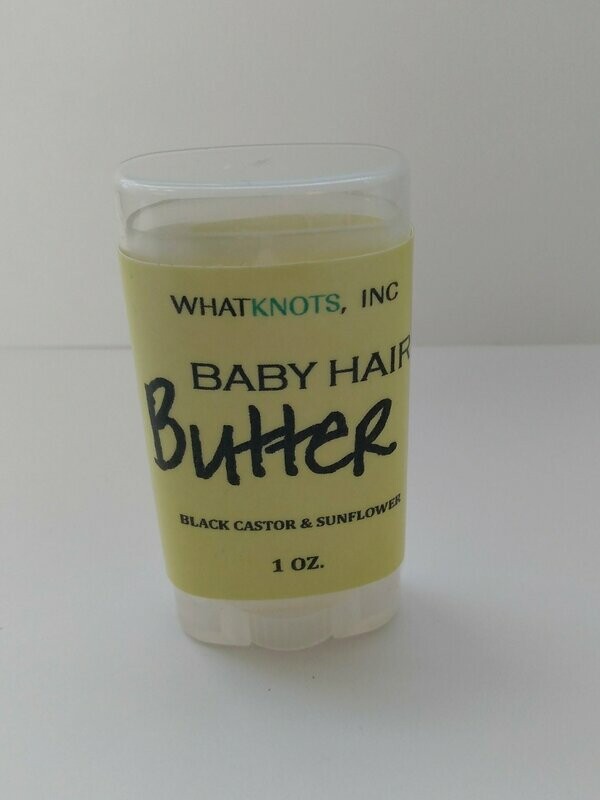 WHATKNOTS, INC
BABY HAIR
Butter
BLACK CASTOR & SUNFLOWER
1 OZ.